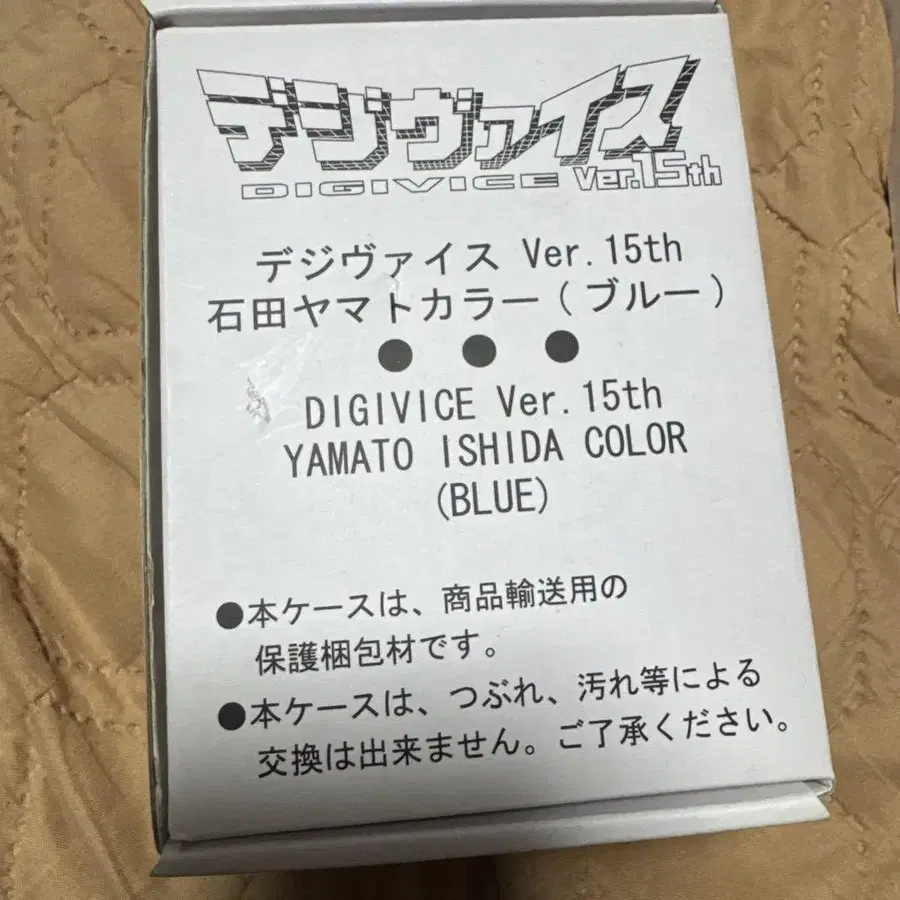 デジヴァイス
DIGIVICE Ver.15th
デジヴァイス Ver.15th
石田ヤマトカラー(ブルー)
● ● ●
DIGIVICE Ver.15th
YAMATO ISHIDA COLOR
(BLUE)
●本ケースは、商品輸送用の
保護梱包材です。
●本ケースは、つぶれ、汚れ等による
交換は出来ません。ご了承ください。